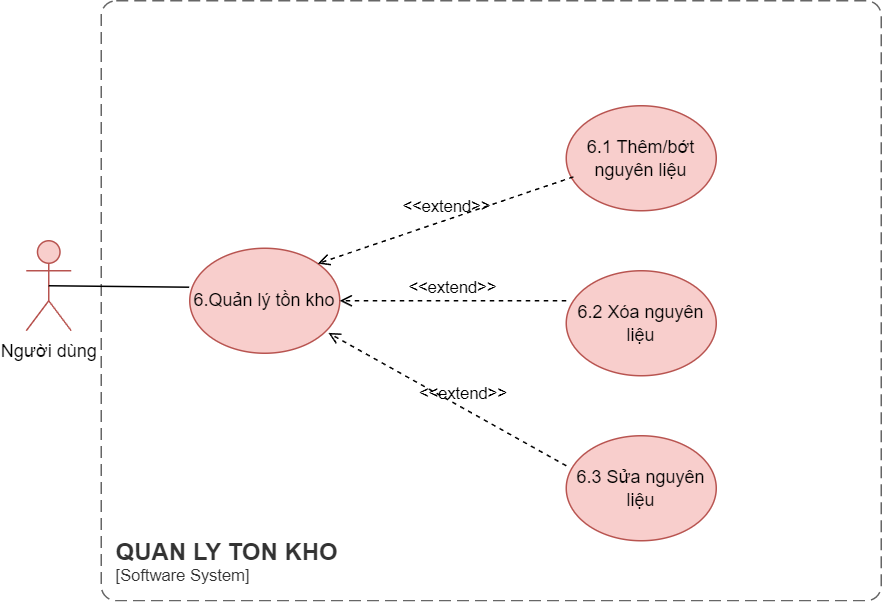 6.1 Thêm/bớt
nguyên liệu
<<extend>>
<<extend>>
6.Quản lý tồn kho
6.2 Xóa nguyên
liệu
Người dùng
<<extend>>
6.3 Sửa nguyên
liệu
QUAN LY TON KHO
[Software System]